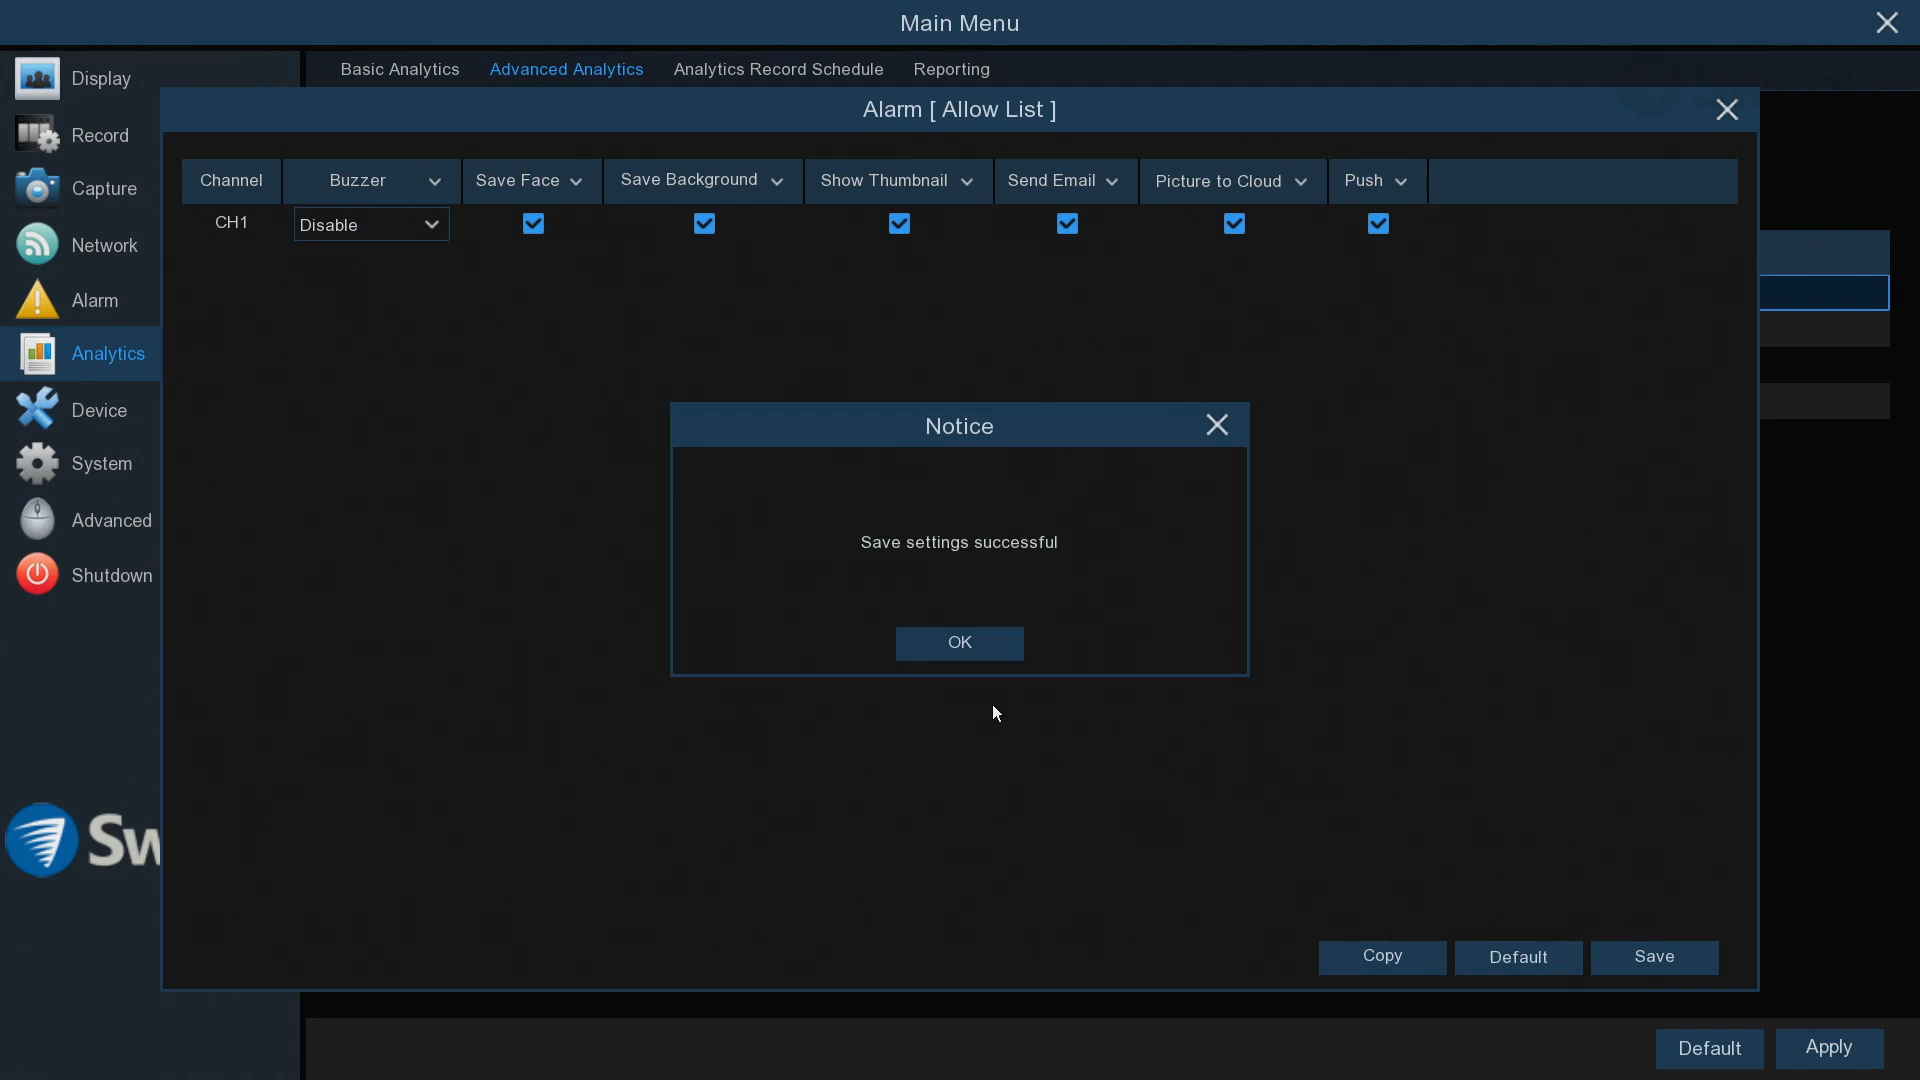 Main Menu
Display
Record
Capture
Network
Alarm
Analytics
Device
System
Advanced
Shutdown
Sw
Basic Analytics Advanced Analytics Analytics Record Schedule Reporting
Alarm [ Allow List ]
Channel Buzzer Save Face Save Background Show Thumbnail Send Email Picture to Cloud Push
CH1 Disable
Notice
Save settings successful
OK
Copy Default Save
Default Apply